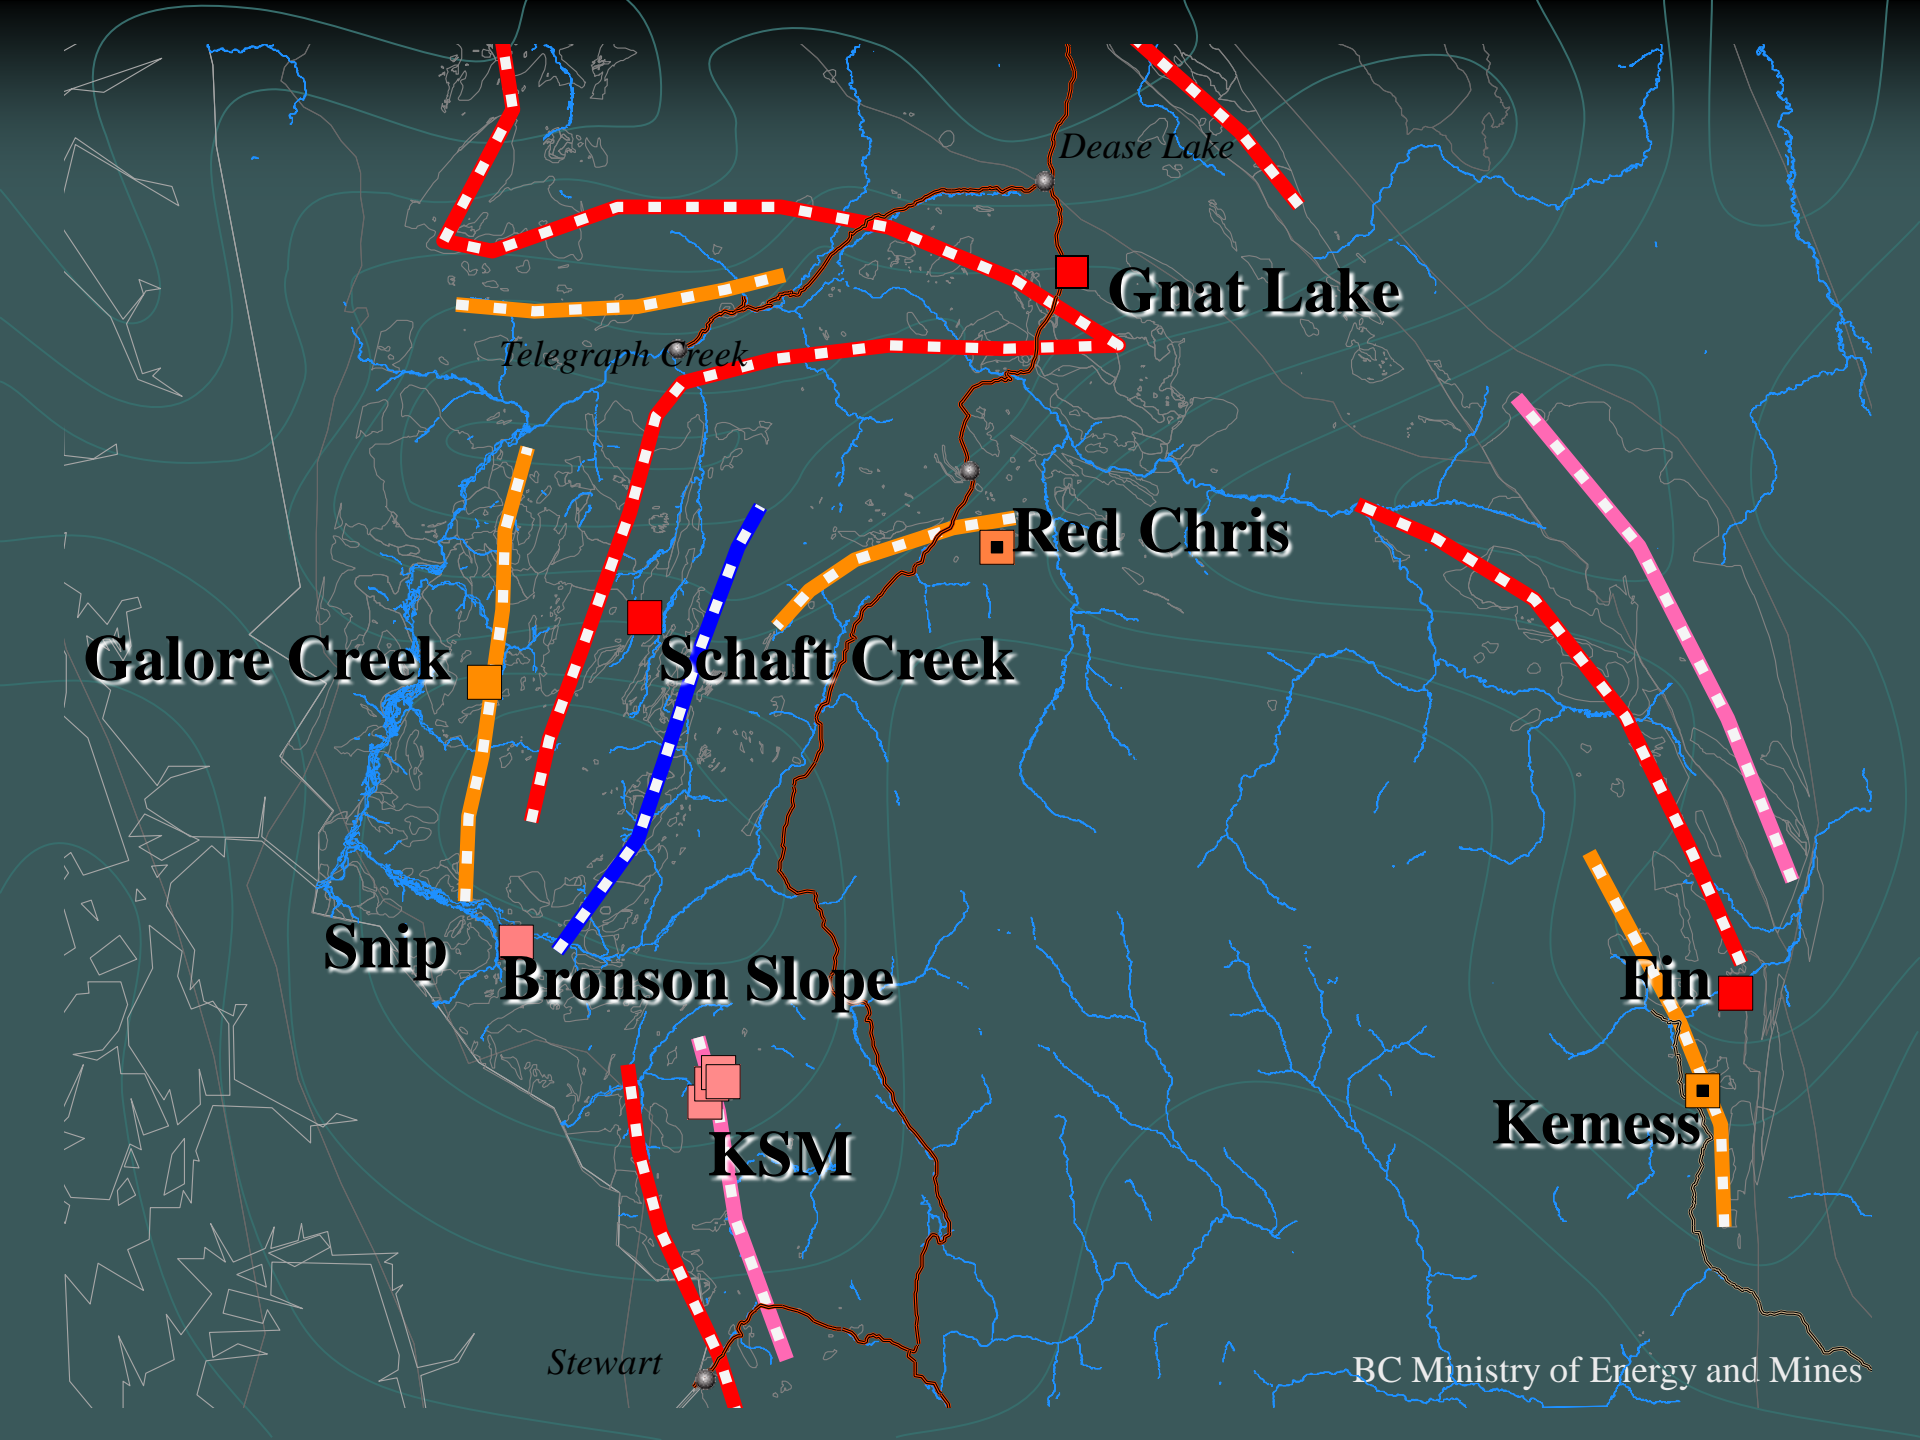 Dease Lake
Gnat Lake
Telegraph Creek
Red Chris
Galore Creek
Schaft Creek
Snip
Bronson Slope
Fin
Kemess
KSM
Stewart
BC Ministry of Energy and Mines